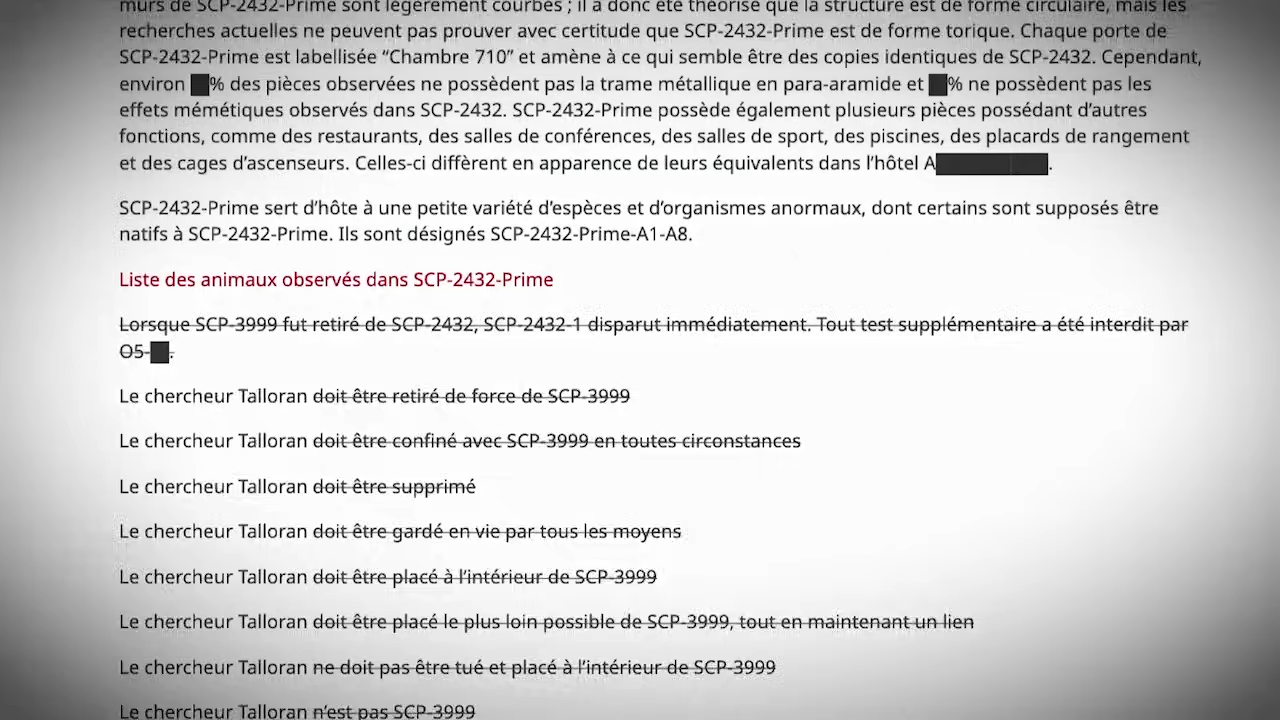 murs de SCP-2432-Prime sont légèrement courbés ; il a donc été théorisé que la structure est de forme circulaire, mais les
recherches actuelles ne peuvent pas prouver avec certitude que SCP-2432-Prime est de forme torique. Chaque porte de
SCP-2432-Prime est labellisée “Chambre 710” et amène à ce qui semble être des copies identiques de SCP-2432. Cependant,
environ █% des pièces observées ne possèdent pas la trame métallique en para-aramide et █% ne possèdent pas les
effets mémétiques observés dans SCP-2432. SCP-2432-Prime possède également plusieurs pièces possédant d’autres
fonctions, comme des restaurants, des salles de conférences, des salles de sport, des piscines, des placards de rangement
et des cages d’ascenseurs. Celles-ci diffèrent en apparence de leurs équivalents dans l’hôtel A██████.
SCP-2432-Prime sert d’hôte à une petite variété d’espèces et d’organismes anormaux, dont certains sont supposés être
natifs à SCP-2432-Prime. Ils sont désignés SCP-2432-Prime-A1-A8.
Liste des animaux observés dans SCP-2432-Prime
Lorsque SCP-3999 fut retiré de SCP-2432, SCP-2432-1 disparut immédiatement. Tout test supplémentaire a été interdit par
O5-█.
Le chercheur Talloran doit être retiré de force de SCP-3999
Le chercheur Talloran doit être confiné avec SCP-3999 en toutes circonstances
Le chercheur Talloran doit être supprimé
Le chercheur Talloran doit être gardé en vie par tous les moyens
Le chercheur Talloran doit être placé à l’intérieur de SCP-3999
Le chercheur Talloran doit être placé le plus loin possible de SCP-3999, tout en maintenant un lien
Le chercheur Talloran ne doit pas être tué et placé à l’intérieur de SCP-3999
Le chercheur Talloran n’est pas SCP-3999